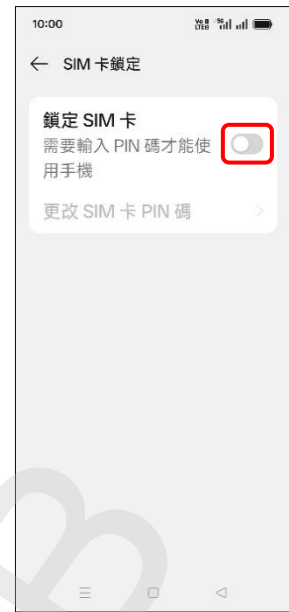 10:00
SIM 卡鎖定
鎖定 SIM 卡
需要輸入 PIN 碼才能使
用手機
更改 SIM 卡 PIN 碼